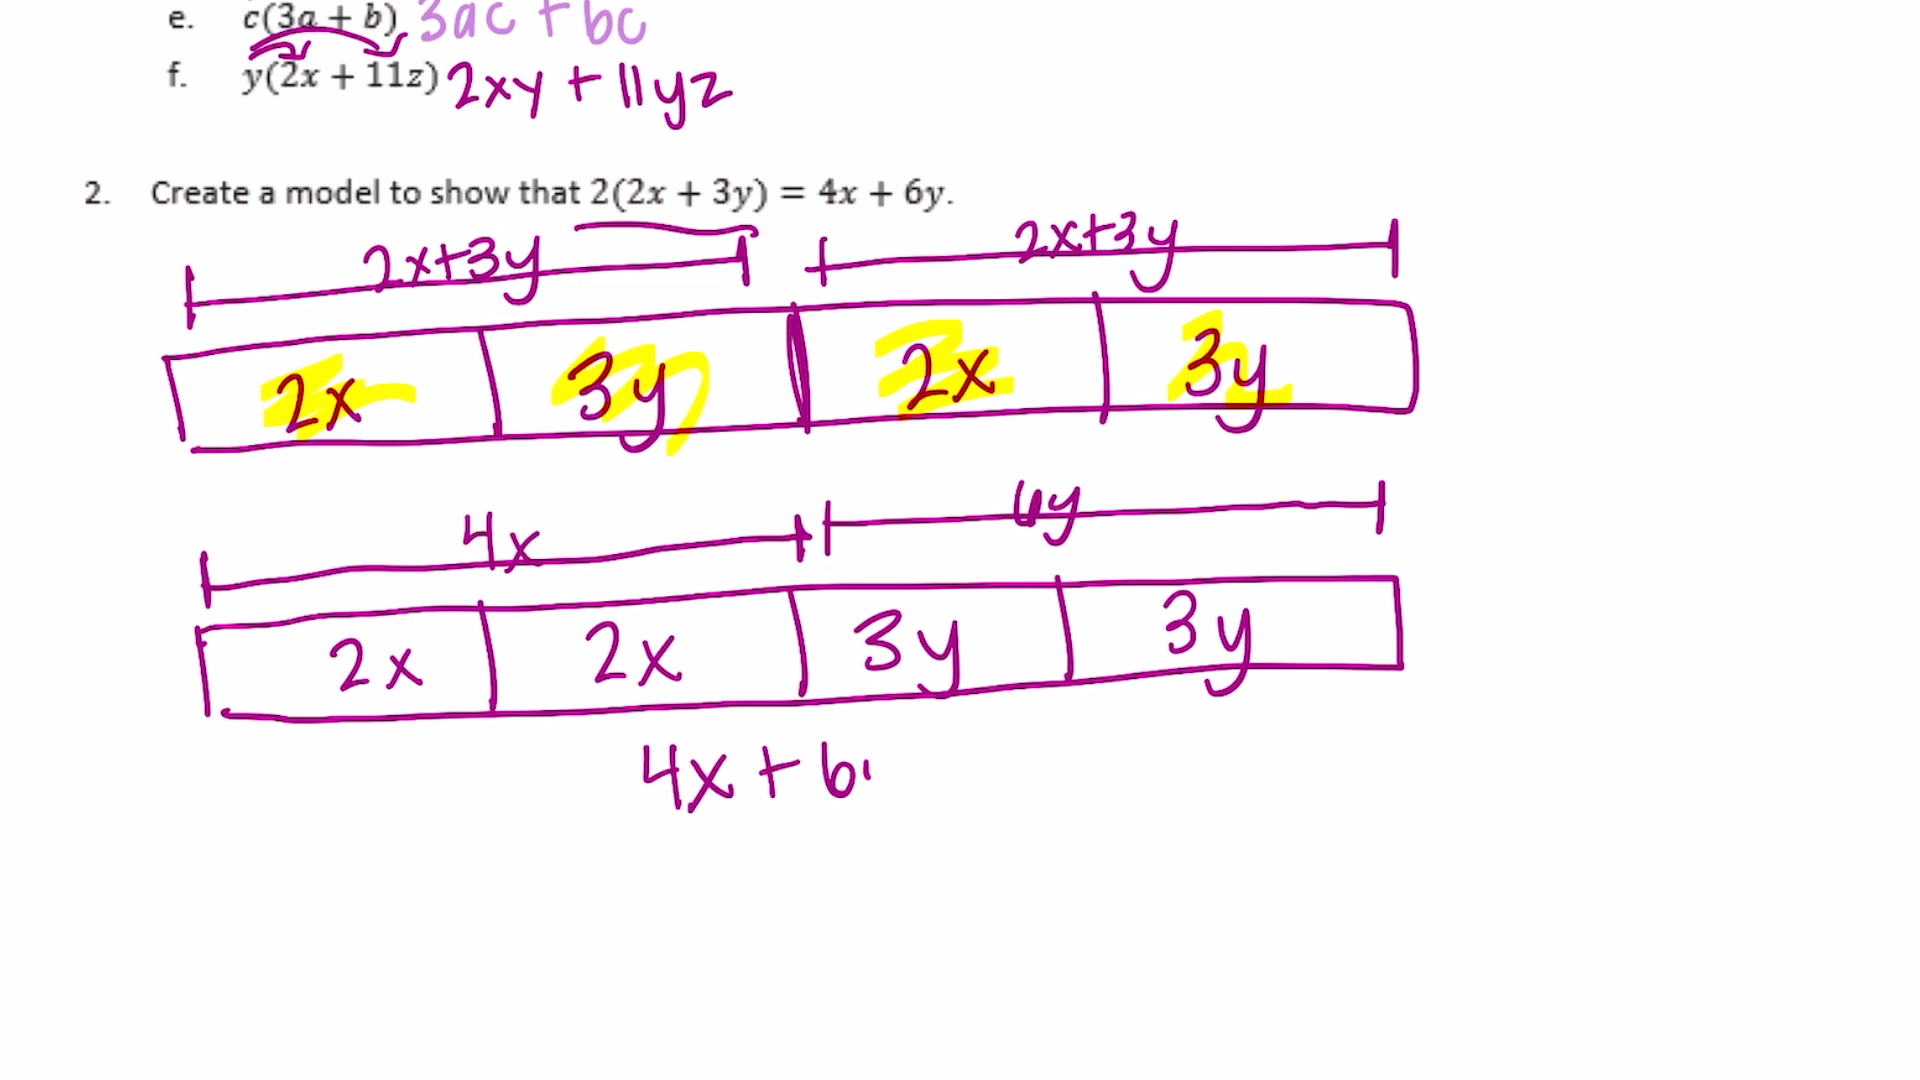 e. c(3a + b) 3ac + bc
f. y(2x + 11z) 2xy + 11yz
2. Create a model to show that 2(2x + 3y) = 4x + 6y.
2x+3y 2x+3y
2x 3y 2x 3y
4x 6y
2x 2x 3y 3y
4x + 6